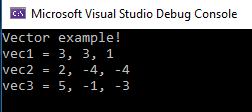 Microsoft Visual Studio Debug Console
Vector example!
vec1 = 3, 3, 1
vec2 = 2, -4, -4
vec3 = 5, -1, -3